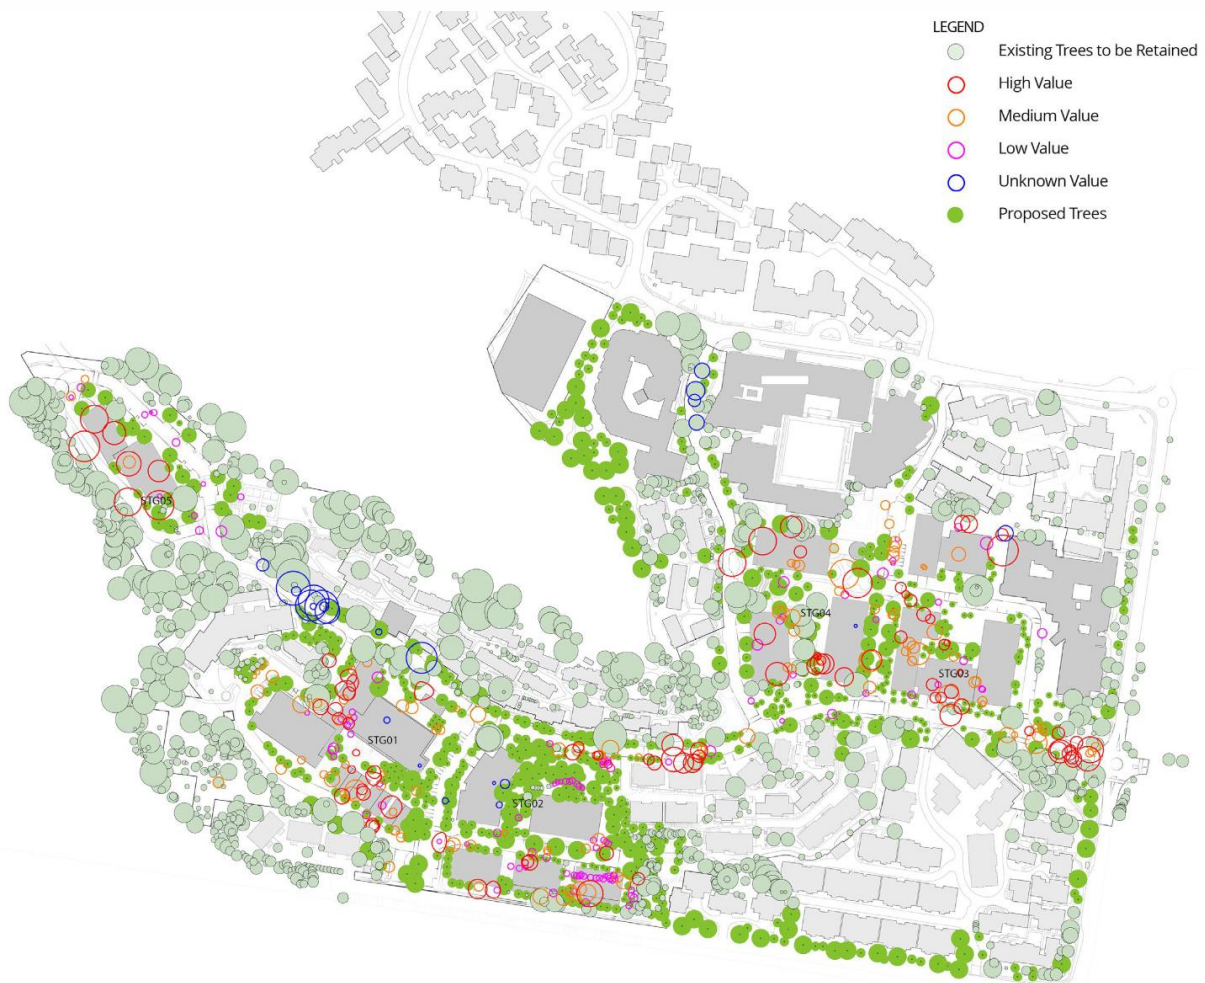 LEGEND
Existing Trees to be Retained
High Value
Medium Value
Low Value
Unknown Value
Proposed Trees
STG05
STG04
STG03
STG01
STG02